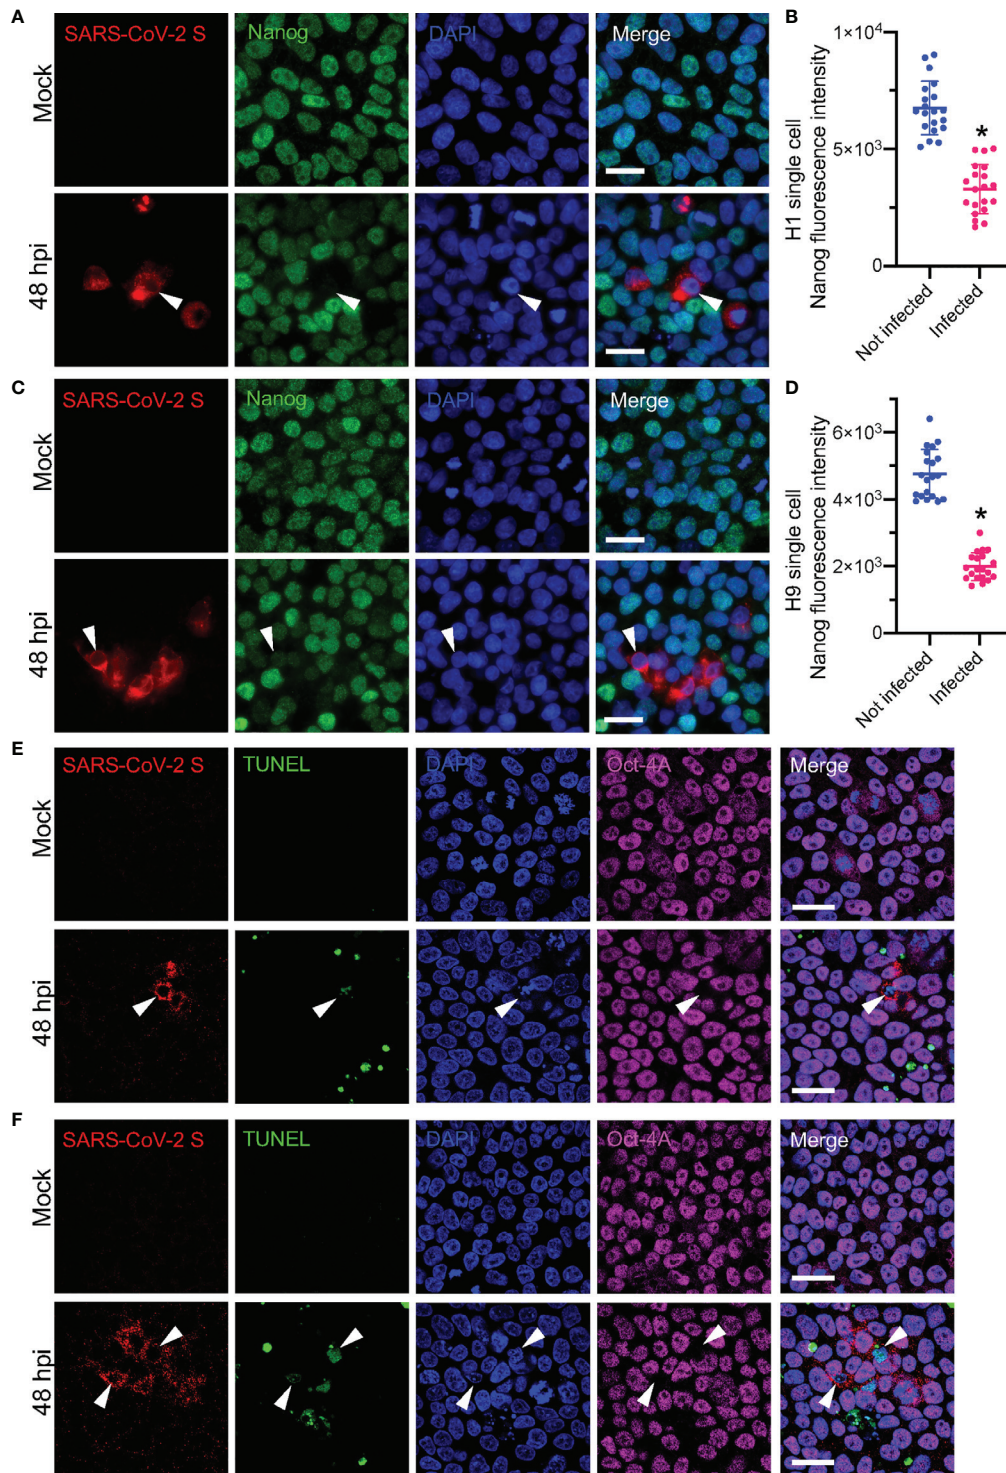 A
SARS-CoV-2 S
Nanog
DAPI
Merge
Mock
48 hpi
B
1×10⁴
5×10³
0
H1 single cell
Nanog fluorescence intensity
*
Not infected
Infected
C
SARS-CoV-2 S
Nanog
DAPI
Merge
Mock
48 hpi
D
6×10³
4×10³
2×10³
0
H9 single cell
Nanog fluorescence intensity
*
Not infected
Infected
E
SARS-CoV-2 S
TUNEL
DAPI
Oct-4A
Merge
Mock
48 hpi
F
SARS-CoV-2 S
TUNEL
DAPI
Oct-4A
Merge
Mock
48 hpi